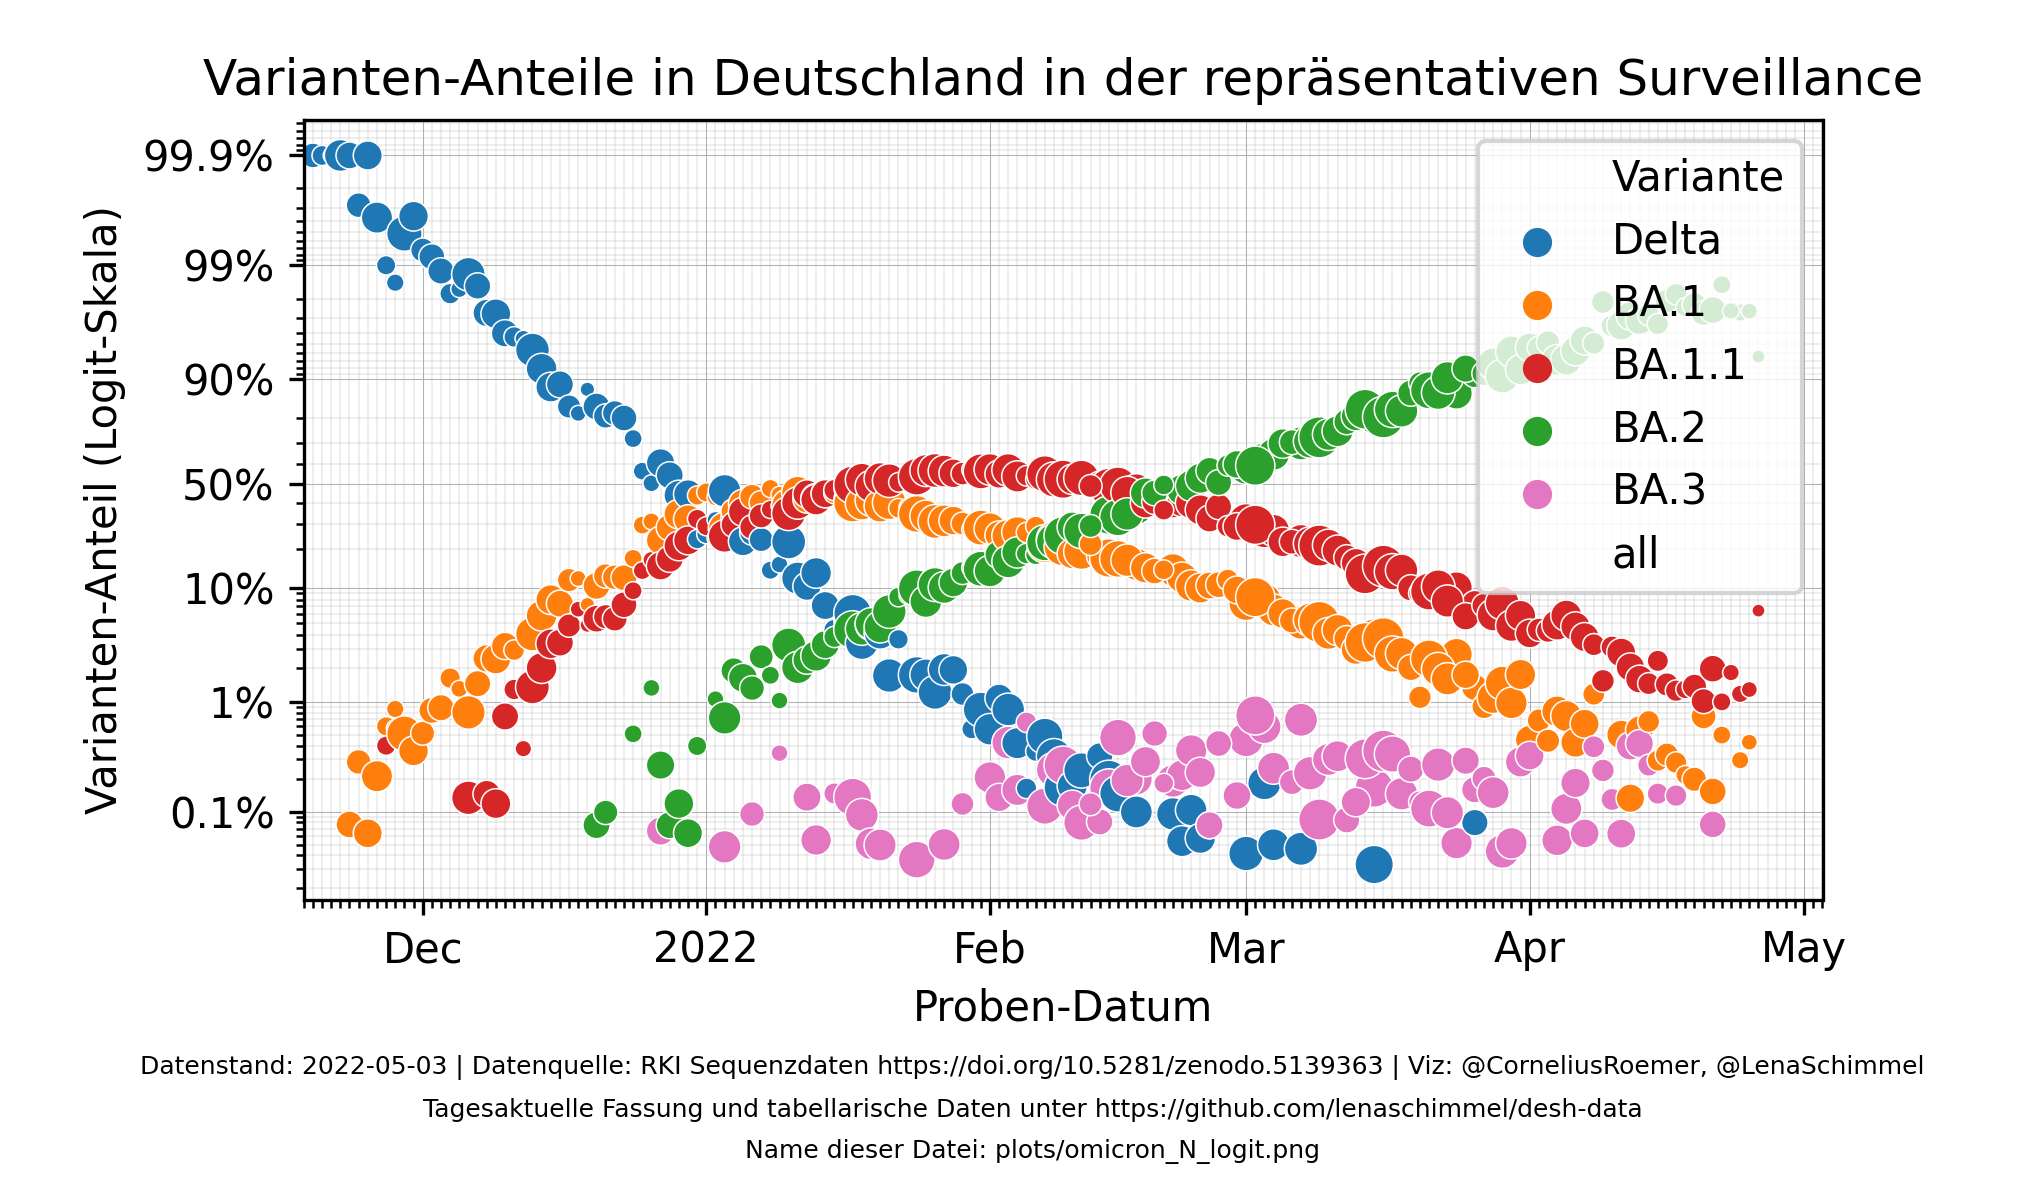 Varianten-Anteile in Deutschland in der repräsentativen Surveillance
Varianten-Anteil (Logit-Skala)
99.9%
99%
90%
50%
10%
1%
0.1%
Variante
Delta
BA.1
BA.1.1
BA.2
BA.3
all
Dec 2022 Feb Mar Apr May
Proben-Datum
Datenstand: 2022-05-03 | Datenquelle: RKI Sequenzdaten https://doi.org/10.5281/zenodo.5139363 | Viz: @CorneliusRoemer, @LenaSchimmel
Tagesaktuelle Fassung und tabellarische Daten unter https://github.com/lenaschimmel/desh-data
Name dieser Datei: plots/omicron_N_logit.png